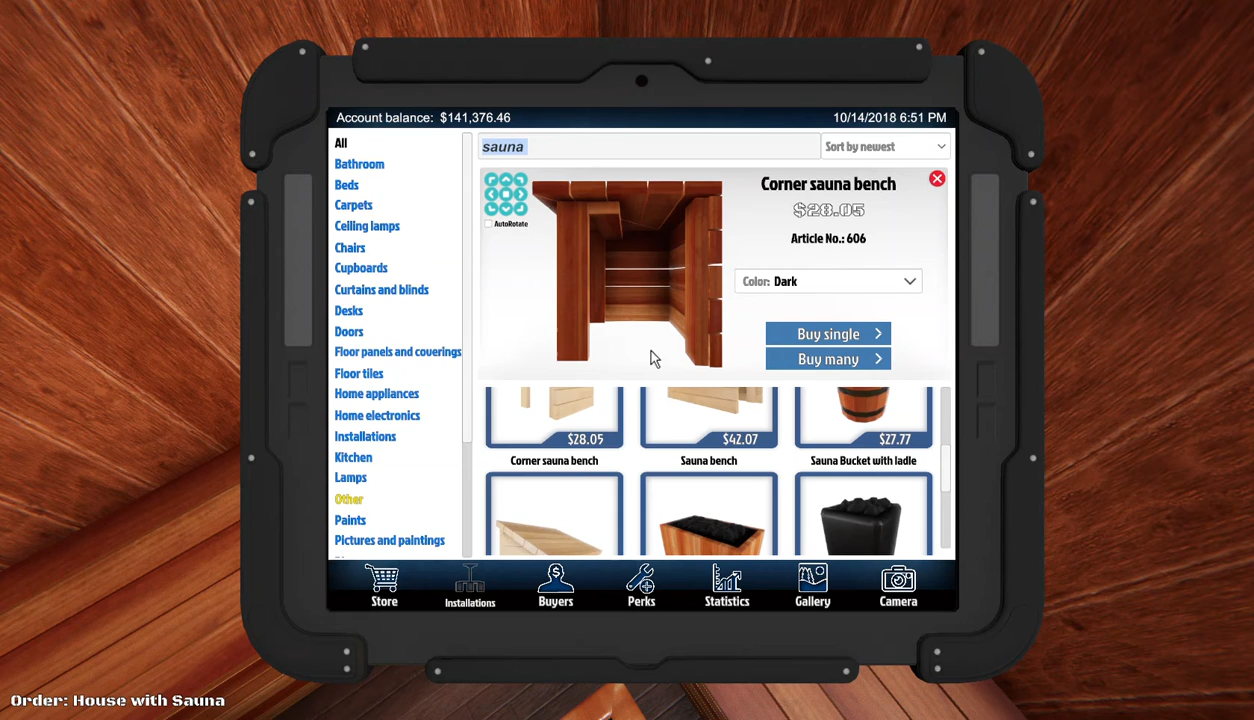 Account balance: $141,376.46
10/14/2018 6:51 PM
All
Bathroom
Beds
Carpets
Ceiling lamps
Chairs
Cupboards
Curtains and blinds
Desks
Doors
Floor panels and coverings
Floor tiles
Home appliances
Home electronics
Installations
Kitchen
Lamps
Other
Paints
Pictures and paintings
sauna
Sort by newest
AutoRotate
Corner sauna bench
$28.05
Article No.: 606
Color: Dark
Buy single
Buy many
$28.05
$42.07
$27.77
Corner sauna bench
Sauna bench
Sauna Bucket with ladle
Store
Installations
Buyers
Perks
Statistics
Gallery
Camera
Order: House with Sauna